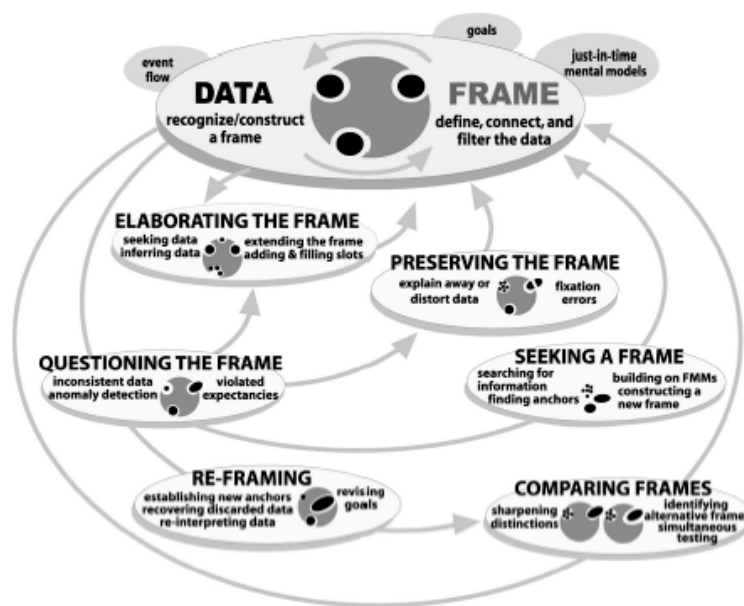 goals
event
flow
just-in-time
mental models
DATA
recognize/construct
a frame
FRAME
define, connect, and
filter the data
ELABORATING THE FRAME
seeking data
inferring data
extending the frame
adding & filling slots
PRESERVING THE FRAME
explain away or
distort data
fixation
errors
QUESTIONING THE FRAME
inconsistent data
anomaly detection
violated
expectancies
SEEKING A FRAME
searching for
information
finding anchors
building on FMMs
constructing a
new frame
RE-FRAMING
establishing new anchors
recovering discarded data
re-interpreting data
revising
goals
COMPARING FRAMES
sharpening
distinctions
identifying
alternative frame
simultaneous
testing